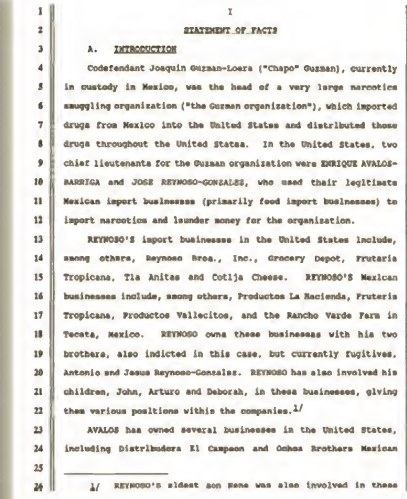 1 I
2 STATEMENT OF FACTS
3 A. INTRODUCTION
4 Codefendant Joaquin Guzman-Loera ("Chapo" Guzman), currently
5 in custody in Mexico, was the head of a very large narcotics
6 smuggling organization ("the Guzman organization"), which imported
7 drugs from Mexico into the United States and distributed those
8 drugs throughout the United States. In the United States, two
9 chief lieutenants for the Guzman organization were ENRIQUE AVALOS-
10 BARRIGA and JOSE REYNOSO-GONZALES, who used their legitimate
11 Mexican import businesses (primarily food import businesses) to
12 import narcotics and launder money for the organization.
13 REYNOSO'S import businesses in the United States include,
14 among others, Reynoso Bros., Inc., Grocery Depot, Frutaria
15 Tropicana, Tia Anitas and Cotija Cheese. REYNOSO'S Mexican
16 businesses include, among others, Productos La Hacienda, Fruteria
17 Tropicana, Productos Vallecitos, and the Rancho Varde Farm in
18 Tecata, Mexico. REYNOSO owns these businesses with his two
19 brothers, also indicted in this case, but currently fugitives,
20 Antonio and Jesus Reynoso-Gonzales. REYNOSO has also involved his
21 children, John, Arturo and Deborah, in these businesses, giving
22 them various positions within the companies.1/
23 AVALOS has owned several businesses in the United States,
24 including Distribudora El Campeon and Ochoa Brothers Mexican
25
26 1/ REYNOSO'S eldest son Rene was also involved in these